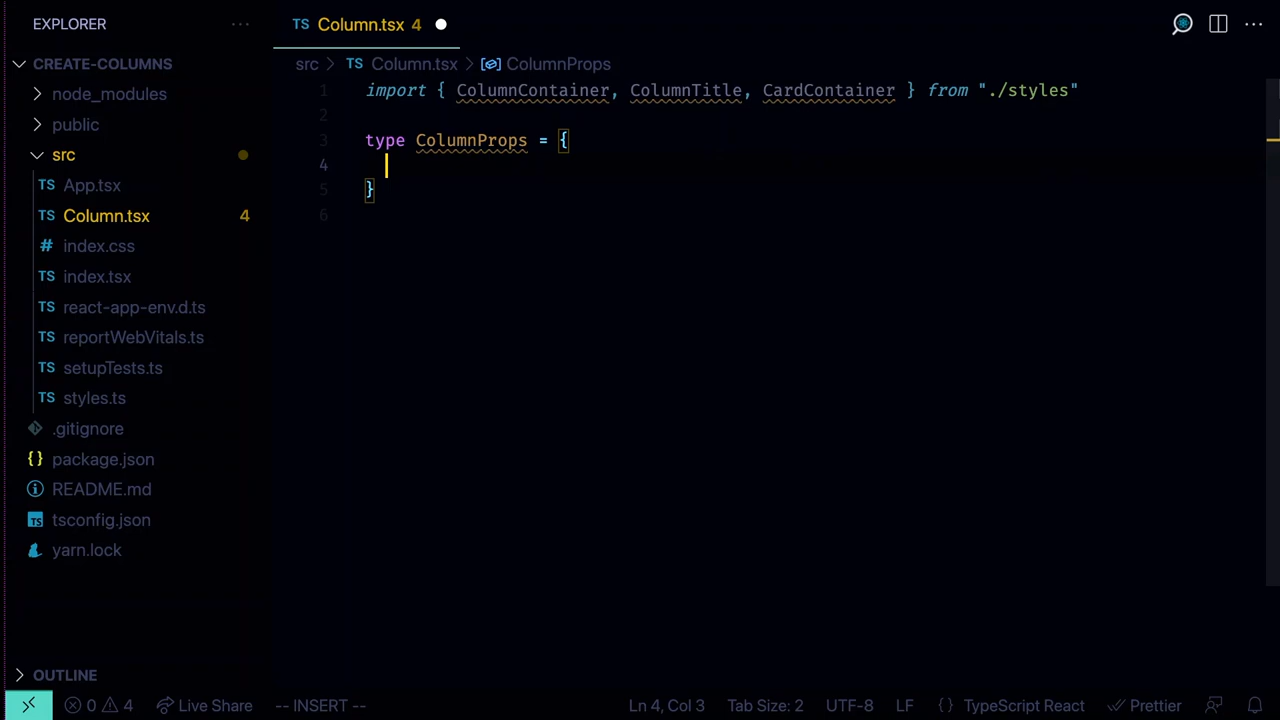 EXPLORER
CREATE-COLUMNS
node_modules
public
src
TS App.tsx
TS Column.tsx 4
# index.css
TS index.tsx
TS react-app-env.d.ts
TS reportWebVitals.ts
TS setupTests.ts
TS styles.ts
.gitignore
{} package.json
README.md
TS tsconfig.json
yarn.lock
OUTLINE
TS Column.tsx 4
src > TS Column.tsx > ColumnProps
1 import { ColumnContainer, ColumnTitle, CardContainer } from "./styles"
2
3 type ColumnProps = {
4
5 }
6
0 4 Live Share -- INSERT -- Ln 4, Col 3 Tab Size: 2 UTF-8 LF {} TypeScript React Prettier